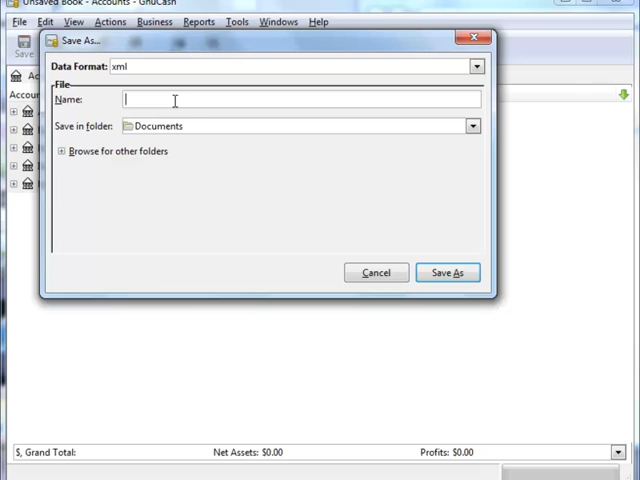 Unsaved Book - Accounts - GnuCash
File Edit View Actions Business Reports Tools Windows Help
Save As...
Save
Data Format: xml
File
Name:
Save in folder: Documents
Browse for other folders
Cancel Save As
$, Grand Total: Net Assets: $0.00 Profits: $0.00